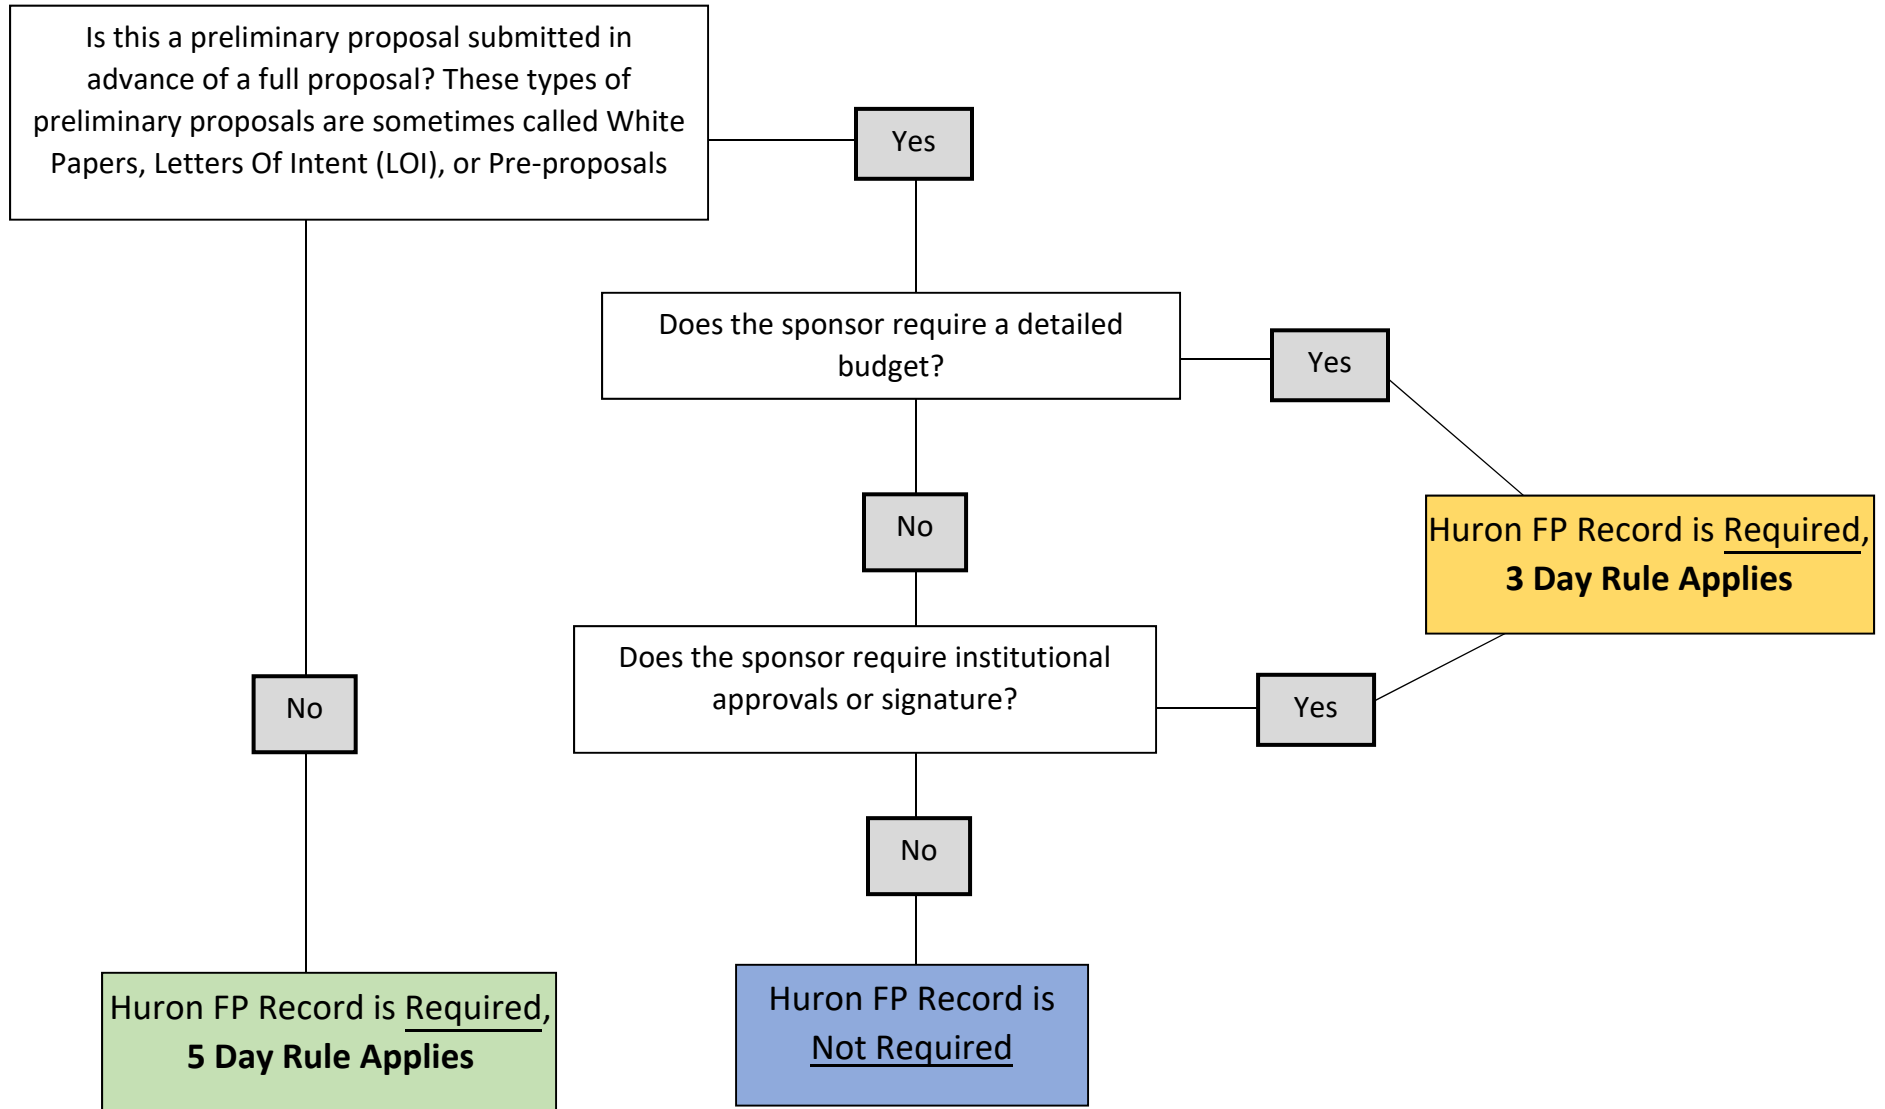 Is this a preliminary proposal submitted in
advance of a full proposal? These types of
preliminary proposals are sometimes called White
Papers, Letters Of Intent (LOI), or Pre-proposals
Yes
Does the sponsor require a detailed
budget?
Yes
No
Huron FP Record is Required,
3 Day Rule Applies
Does the sponsor require institutional
approvals or signature?
Yes
No
No
Huron FP Record is Required,
5 Day Rule Applies
Huron FP Record is
Not Required